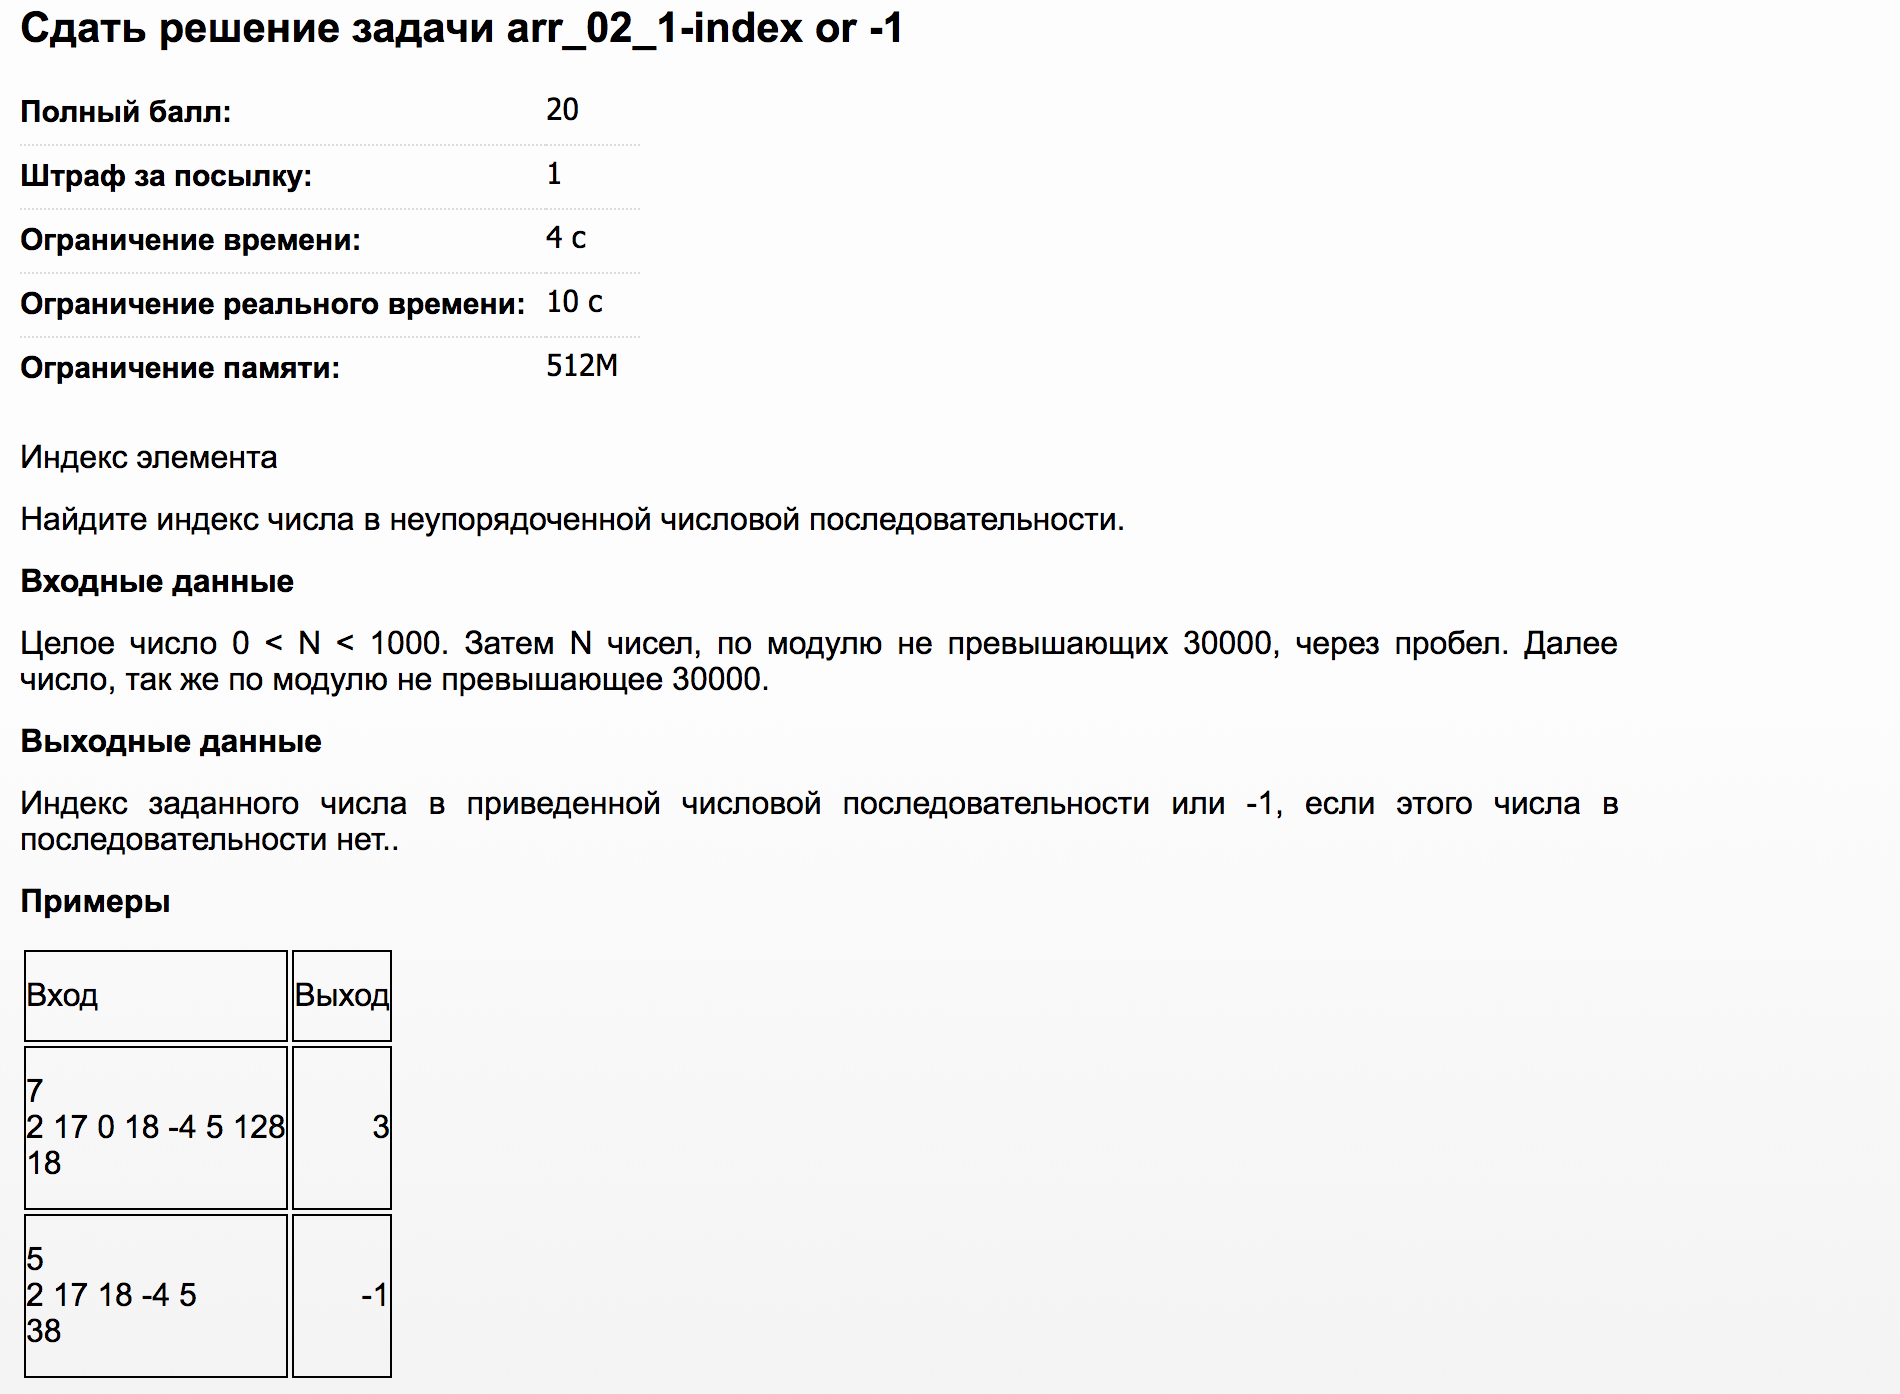 Сдать решение задачи arr_02_1-index or -1
Полный балл: 20
Штраф за посылку: 1
Ограничение времени: 4 с
Ограничение реального времени: 10 с
Ограничение памяти: 512M
Индекс элемента
Найдите индекс числа в неупорядоченной числовой последовательности.
Входные данные
Целое число 0 < N < 1000. Затем N чисел, по модулю не превышающих 30000, через пробел. Далее
число, так же по модулю не превышающее 30000.
Выходные данные
Индекс заданного числа в приведенной числовой последовательности или -1, если этого числа в
последовательности нет..
Примеры
Вход Выход
7
2 17 0 18 -4 5 128 3
18
5
2 17 18 -4 5 -1
38